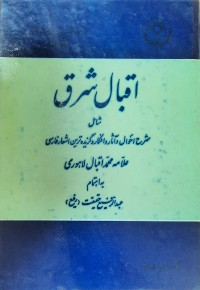 اقبال شرق
شامل
شرح احوال و آثار و افکار و گزیده ترین اشعار فارسی
علامه محمد اقبال لاهوری
به اهتمام
عبدالرفیع حقیقت (رفیع)